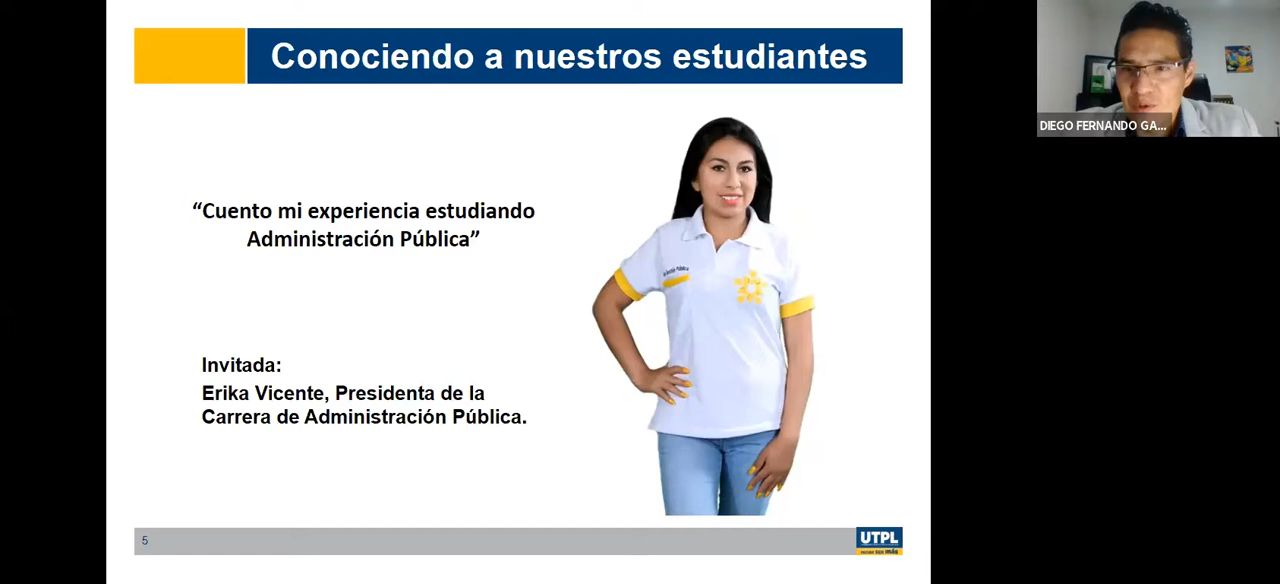 Conociendo a nuestros estudiantes
DIEGO FERNANDO GA...
“Cuento mi experiencia estudiando
Administración Pública”
Invitada:
Erika Vicente, Presidenta de la
Carrera de Administración Pública.
5
UTPL